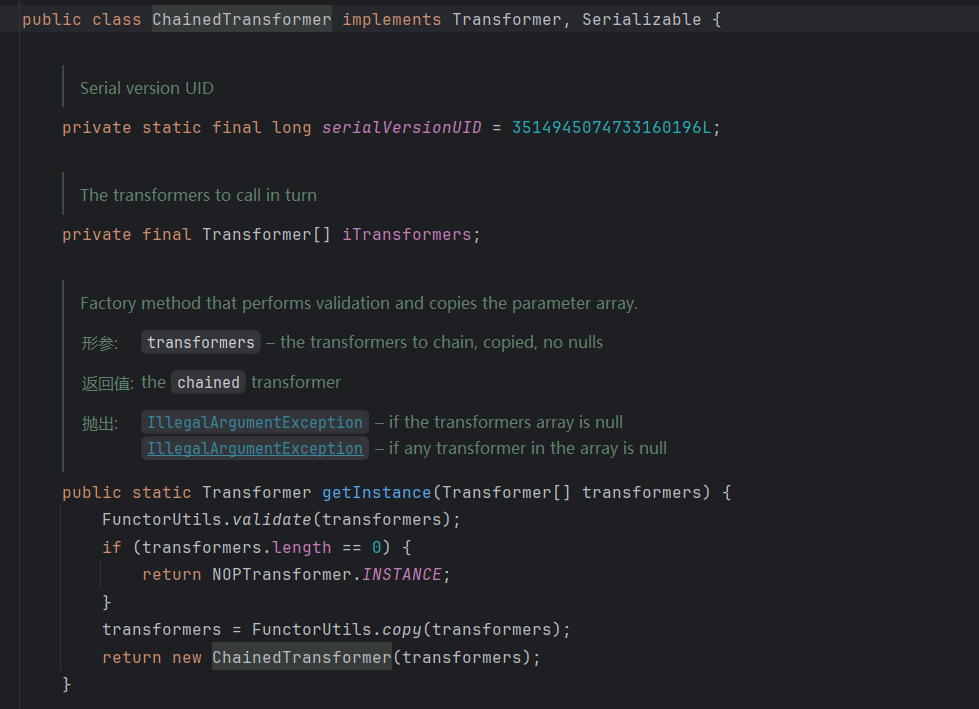 public class ChainedTransformer implements Transformer, Serializable {
Serial version UID
private static final long serialVersionUID = 3514945074733160196L;
The transformers to call in turn
private final Transformer[] iTransformers;
Factory method that performs validation and copies the parameter array.
形参: transformers – the transformers to chain, copied, no nulls
返回值: the chained transformer
抛出: IllegalArgumentException – if the transformers array is null
IllegalArgumentException – if any transformer in the array is null
public static Transformer getInstance(Transformer[] transformers) {
FunctorUtils.validate(transformers);
if (transformers.length == 0) {
return NOPTransformer.INSTANCE;
}
transformers = FunctorUtils.copy(transformers);
return new ChainedTransformer(transformers);
}